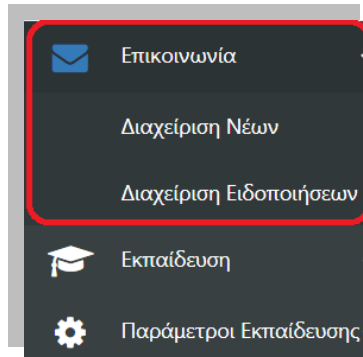 Επικοινωνία
Διαχείριση Νέων
Διαχείριση Ειδοποιήσεων
Εκπαίδευση
Παράμετροι Εκπαίδευσης